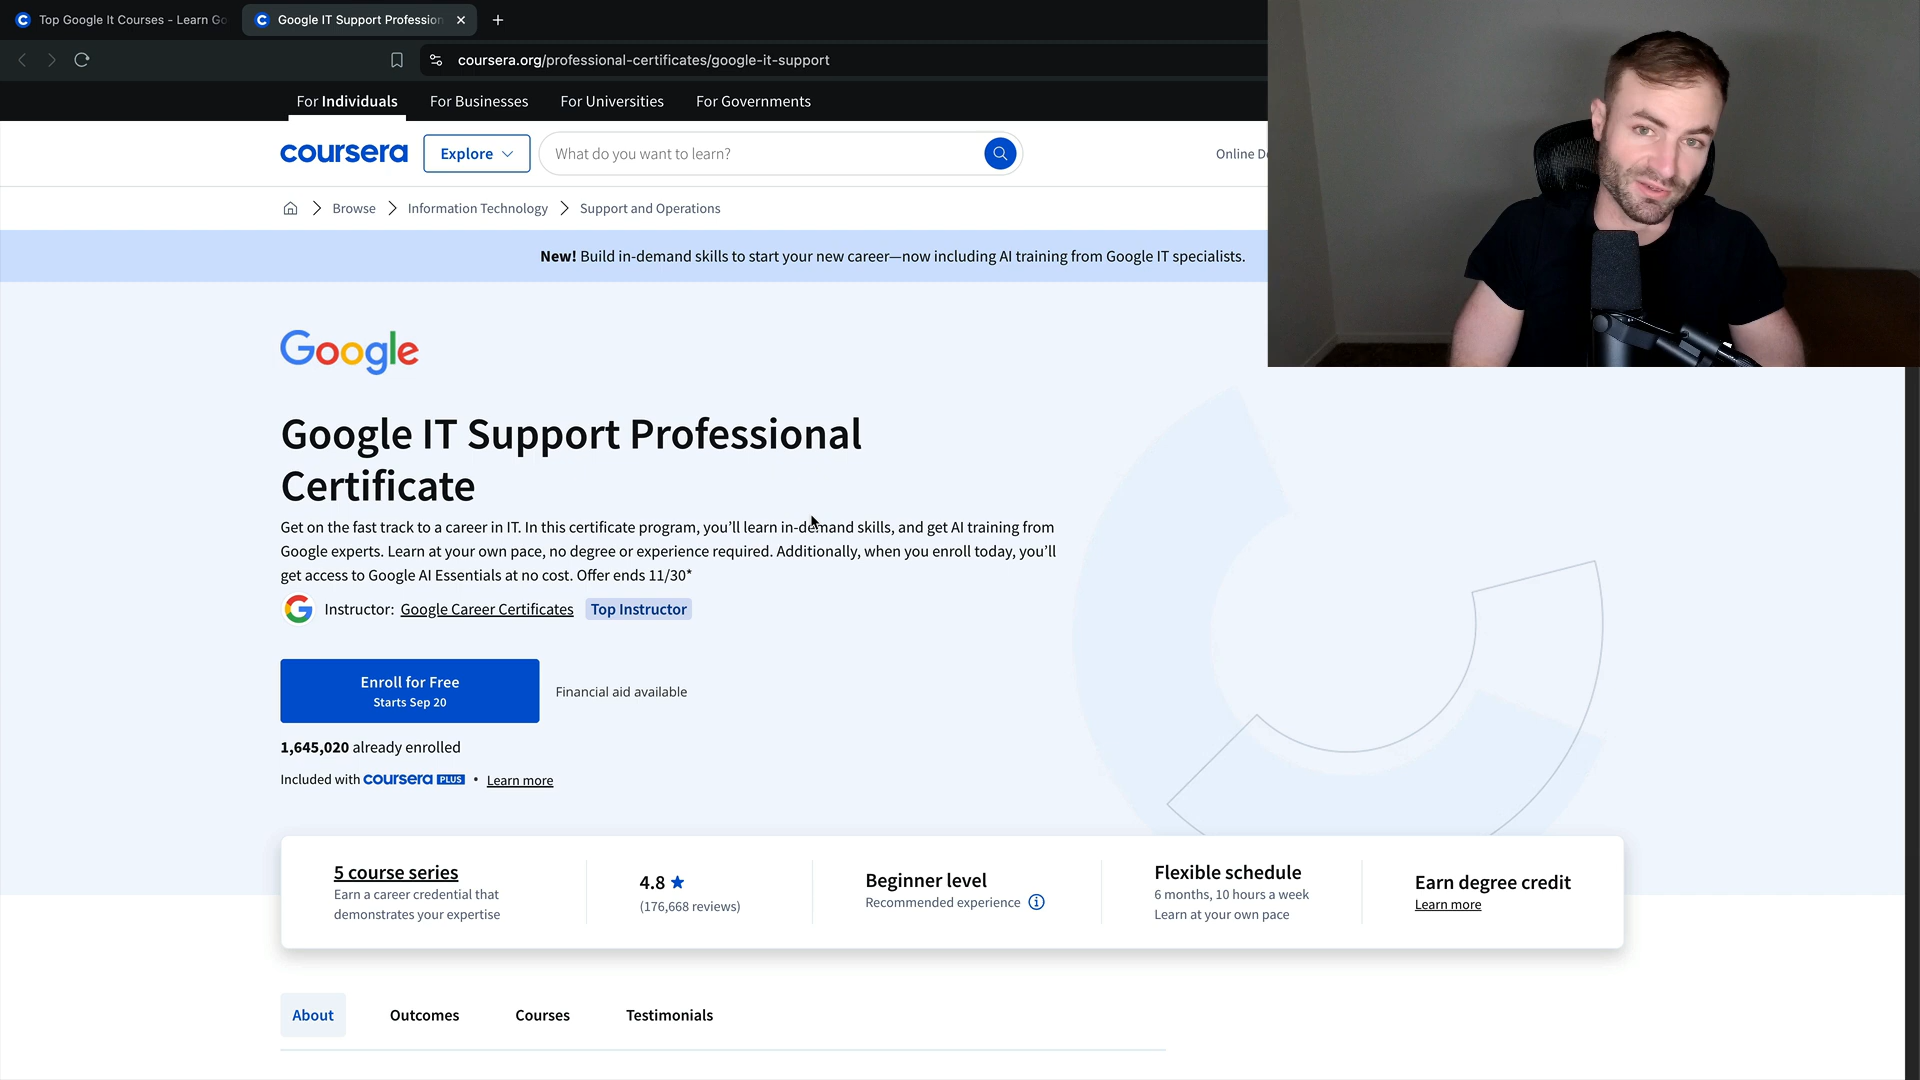 Top Google It Courses - Learn Go
Google IT Support Profession
coursera.org/professional-certificates/google-it-support
For Individuals
For Businesses
For Universities
For Governments
coursera
Explore
What do you want to learn?
Online De
Browse
Information Technology
Support and Operations
New! Build in-demand skills to start your new career—now including AI training from Google IT specialists.
Google
Google IT Support Professional
Certificate
Get on the fast track to a career in IT. In this certificate program, you'll learn in-demand skills, and get AI training from
Google experts. Learn at your own pace, no degree or experience required. Additionally, when you enroll today, you'll
get access to Google AI Essentials at no cost. Offer ends 11/30*
Instructor: Google Career Certificates Top Instructor
Enroll for Free
Starts Sep 20
Financial aid available
1,645,020 already enrolled
Included with coursera PLUS • Learn more
5 course series
Earn a career credential that
demonstrates your expertise
4.8
(176,668 reviews)
Beginner level
Recommended experience
Flexible schedule
6 months, 10 hours a week
Learn at your own pace
Earn degree credit
Learn more
About
Outcomes
Courses
Testimonials